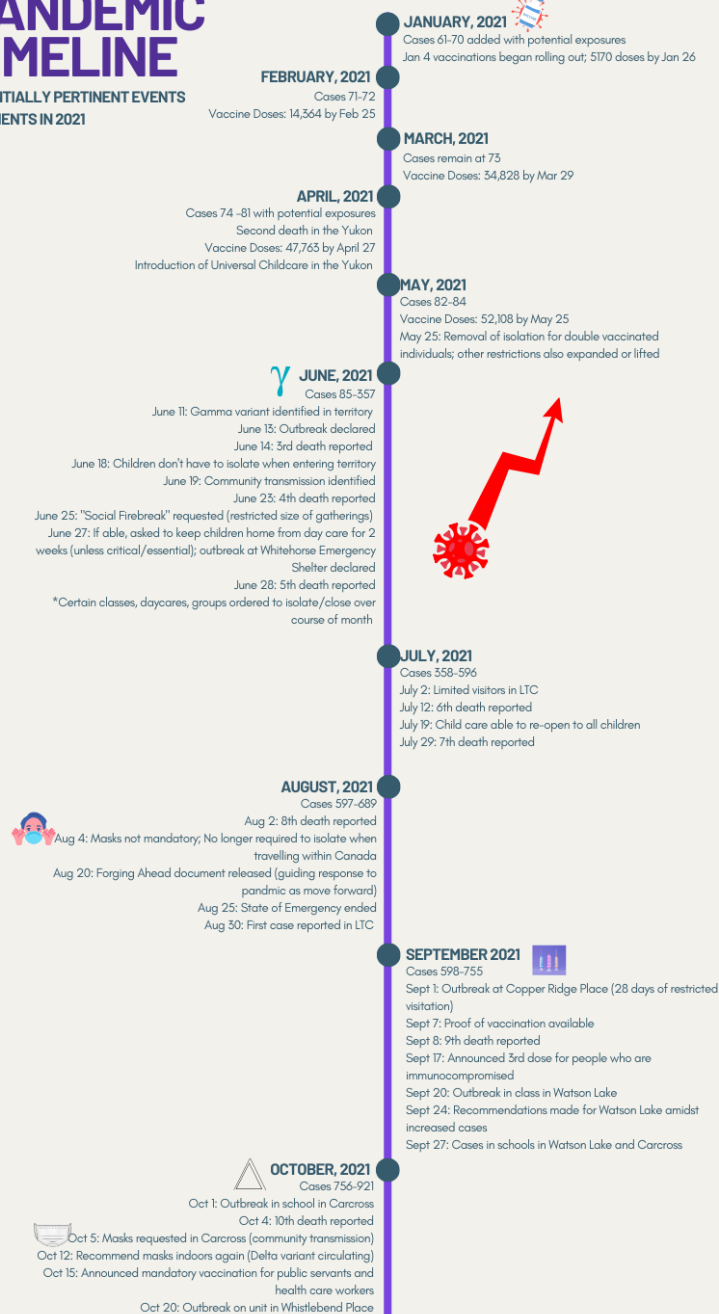 ANDEMIC
MELINE
NTIALLY PERTINENT EVENTS
ENTS IN 2021
JANUARY, 2021
Cases 61-70 added with potential exposures
Jan 4 vaccinations began rolling out; 5170 doses by Jan 26
FEBRUARY, 2021
Cases 71-72
Vaccine Doses: 14,364 by Feb 25
MARCH, 2021
Cases remain at 73
Vaccine Doses: 34,828 by Mar 29
APRIL, 2021
Cases 74 -81 with potential exposures
Second death in the Yukon
Vaccine Doses: 47,763 by April 27
Introduction of Universal Childcare in the Yukon
MAY, 2021
Cases 82-84
Vaccine Doses: 52,108 by May 25
May 25: Removal of isolation for double vaccinated
individuals; other restrictions also expanded or lifted
γ
JUNE, 2021
Cases 85-357
June 11: Gamma variant identified in territory
June 13: Outbreak declared
June 14: 3rd death reported
June 18: Children don't have to isolate when entering territory
June 19: Community transmission identified
June 23: 4th death reported
June 25: "Social Firebreak" requested (restricted size of gatherings)
June 27: If able, asked to keep children home from day care for 2
weeks (unless critical/essential); outbreak at Whitehorse Emergency
Shelter declared
June 28: 5th death reported
*Certain classes, daycares, groups ordered to isolate/close over
course of month
JULY, 2021
Cases 358-596
July 2: Limited visitors in LTC
July 12: 6th death reported
July 19: Child care able to re-open to all children
July 29: 7th death reported
AUGUST, 2021
Cases 597-689
Aug 2: 8th death reported
Aug 4: Masks not mandatory; No longer required to isolate when
travelling within Canada
Aug 20: Forging Ahead document released (guiding response to
pandmic as move forward)
Aug 25: State of Emergency ended
Aug 30: First case reported in LTC
SEPTEMBER 2021
Cases 598-755
Sept 1: Outbreak at Copper Ridge Place (28 days of restricted
visitation)
Sept 7: Proof of vaccination available
Sept 8: 9th death reported
Sept 17: Announced 3rd dose for people who are
immunocompromised
Sept 20: Outbreak in class in Watson Lake
Sept 24: Recommendations made for Watson Lake amidst
increased cases
Sept 27: Cases in schools in Watson Lake and Carcross
OCTOBER, 2021
Cases 756-921
Oct 1: Outbreak in school in Carcross
Oct 4: 10th death reported
Oct 5: Masks requested in Carcross (community transmission)
Oct 12: Recommend masks indoors again (Delta variant circulating)
Oct 15: Announced mandatory vaccination for public servants and
health care workers
Oct 20: Outbreak on unit in Whistlebend Place